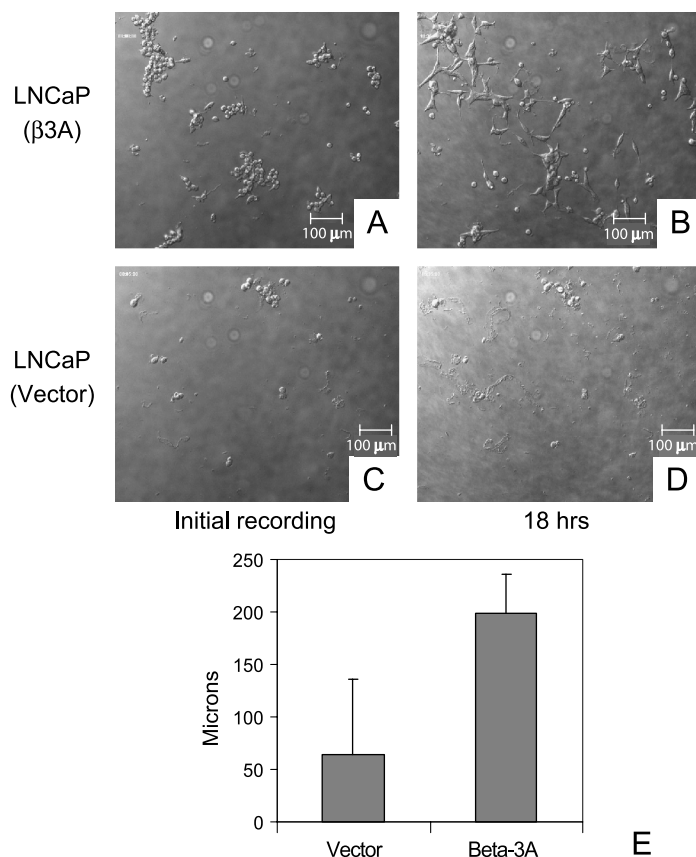 LNCaP
(β3A)
100 μm
A
100 μm
B
LNCaP
(Vector)
100 μm
C
100 μm
D
Initial recording
18 hrs
250
200
150
100
50
0
Microns
Vector
Beta-3A
E